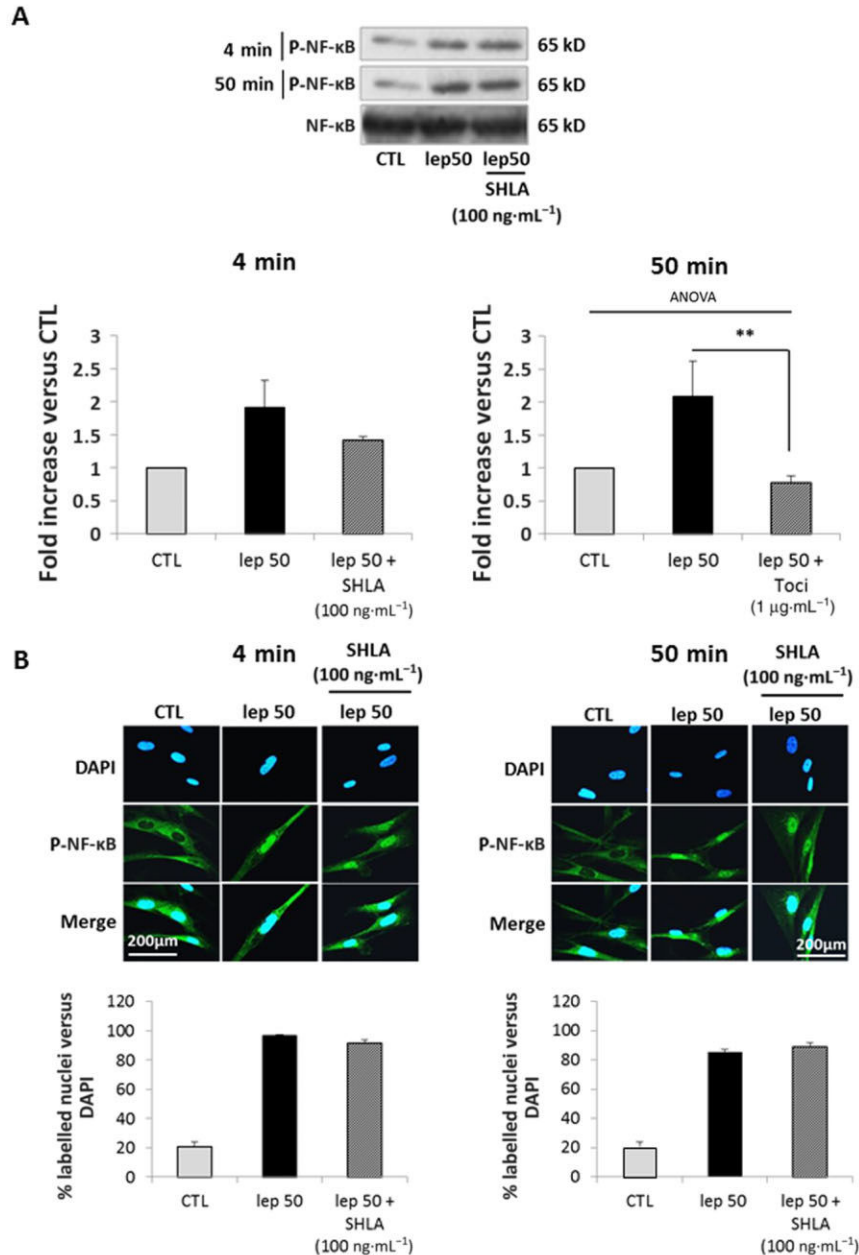 A
4 min P-NF-κB 65 kD
50 min P-NF-κB 65 kD
NF-κB 65 kD
CTL lep50 lep50
SHLA
(100 ng·mL⁻¹)
4 min
Fold increase versus CTL
3
2.5
2
1.5
1
0.5
0
CTL lep 50 lep 50 +
SHLA
(100 ng·mL⁻¹)
50 min
ANOVA
**
Fold increase versus CTL
3
2.5
2
1.5
1
0.5
0
CTL lep 50 lep 50 +
Toci
(1 µg·mL⁻¹)
B
4 min SHLA
(100 ng·mL⁻¹)
CTL lep 50 lep 50
DAPI
P-NF-κB
Merge
200µm
50 min SHLA
(100 ng·mL⁻¹)
CTL lep 50 lep 50
DAPI
P-NF-κB
Merge
200µm
% labelled nuclei versus
DAPI
120
100
80
60
40
20
0
CTL lep 50 lep 50 +
SHLA
(100 ng·mL⁻¹)
% labelled nuclei versus
DAPI
120
100
80
60
40
20
0
CTL lep 50 lep 50 +
SHLA
(100 ng·mL⁻¹)